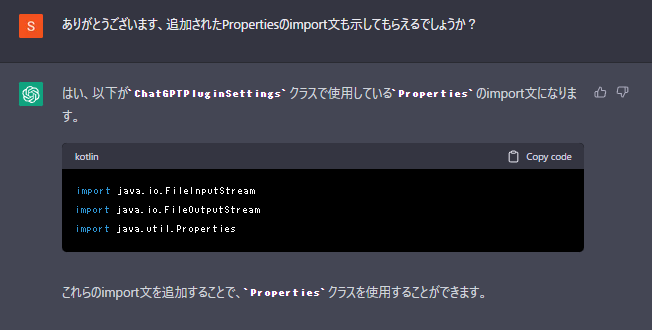 S
ありがとうございます、追加されたPropertiesのimport文も示してもらえるでしょうか？
はい、以下が`ChatGPTPluginSettings`クラスで使用している`Properties`のimport文になりま
す。
kotlin
Copy code
import java.io.FileInputStream
import java.io.FileOutputStream
import java.util.Properties
これらのimport文を追加することで、`Properties`クラスを使用することができます。